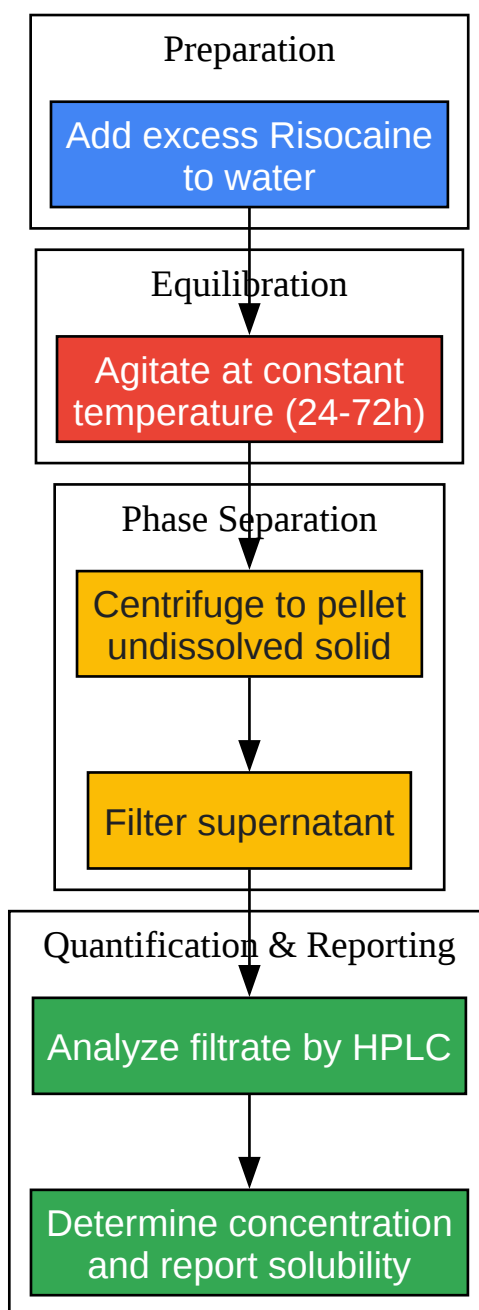 Preparation
Add excess Risocaine
to water
Equilibration
Agitate at constant
temperature (24-72h)
Phase Separation
Centrifuge to pellet
undissolved solid
Filter supernatant
Quantification & Reporting
Analyze filtrate by HPLC
Determine concentration
and report solubility